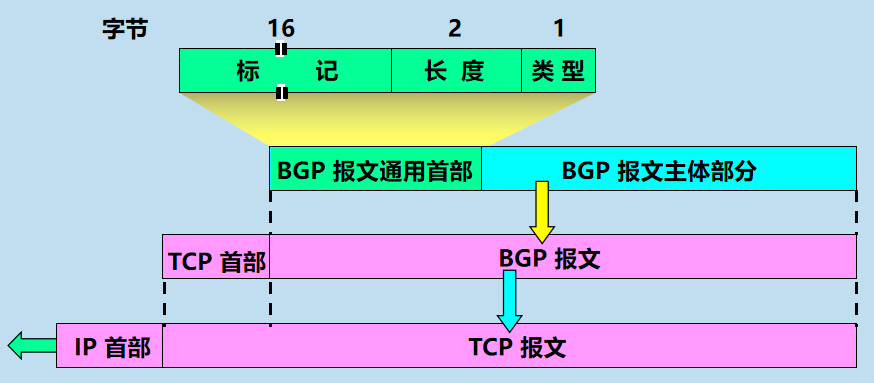 字节 16 2 1
标 记 长 度 类 型
BGP 报文通用首部 BGP 报文主体部分
TCP 首部 BGP 报文
IP 首部 TCP 报文